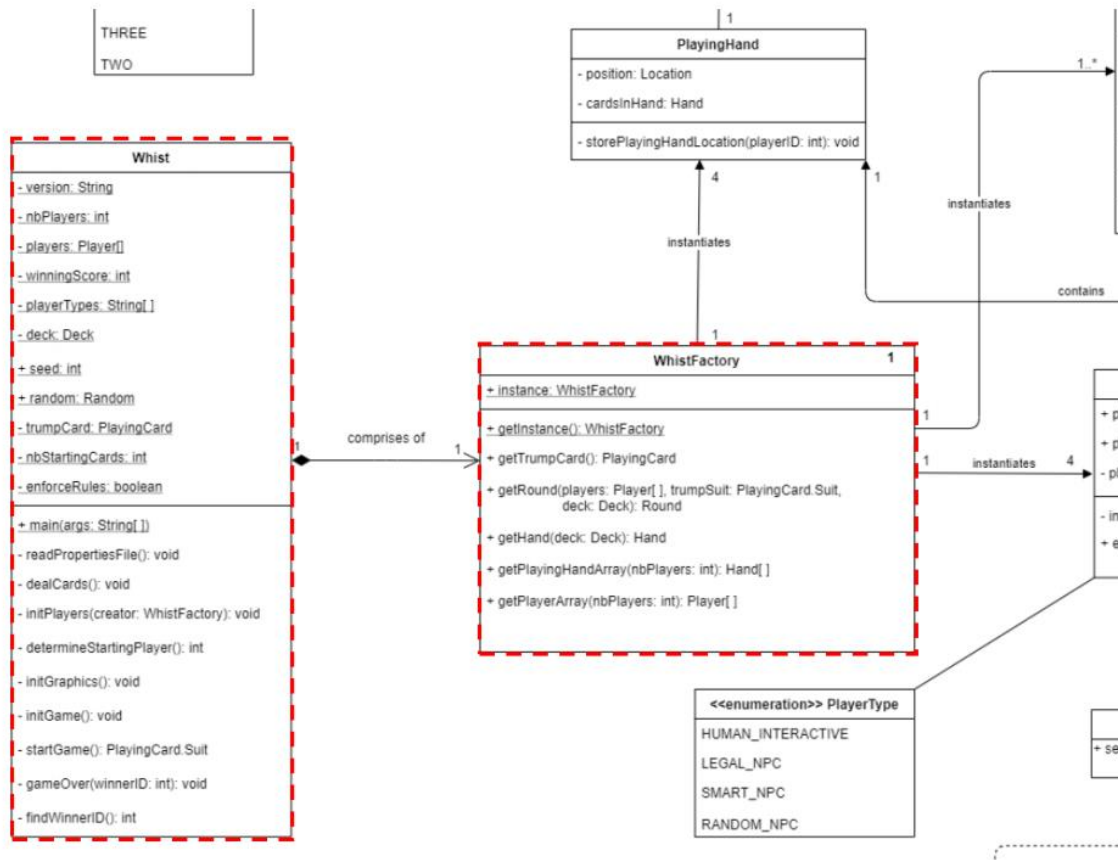 THREE
TWO
1
PlayingHand
- position: Location
- cardsInHand: Hand
- storePlayingHandLocation(playerID: int): void
4
1
1..*
instantiates
instantiates
contains
Whist
- version: String
- nbPlayers: int
- players: Player[]
- winningScore: int
- playerTypes: String[ ]
- deck: Deck
+ seed: int
+ random: Random
- trumpCard: PlayingCard
- nbStartingCards: int
- enforceRules: boolean
+ main(args: String[ ])
- readPropertiesFile(): void
- dealCards(): void
- initPlayers(creator: WhistFactory): void
- determineStartingPlayer(): int
- initGraphics(): void
- initGame(): void
- startGame(): PlayingCard.Suit
- gameOver(winnerID: int): void
- findWinnerID(): int
1
comprises of
1
1
WhistFactory 1
+ instance: WhistFactory
+ getInstance(): WhistFactory
+ getTrumpCard(): PlayingCard
+ getRound(players: Player[ ], trumpSuit: PlayingCard.Suit,
deck: Deck): Round
+ getHand(deck: Deck): Hand
+ getPlayingHandArray(nbPlayers: int): Hand[ ]
+ getPlayerArray(nbPlayers: int): Player[ ]
1
1
instantiates
4
+ p
+ p
- pl
- in
+ e
<<enumeration>> PlayerType
HUMAN_INTERACTIVE
LEGAL_NPC
SMART_NPC
RANDOM_NPC
+ se